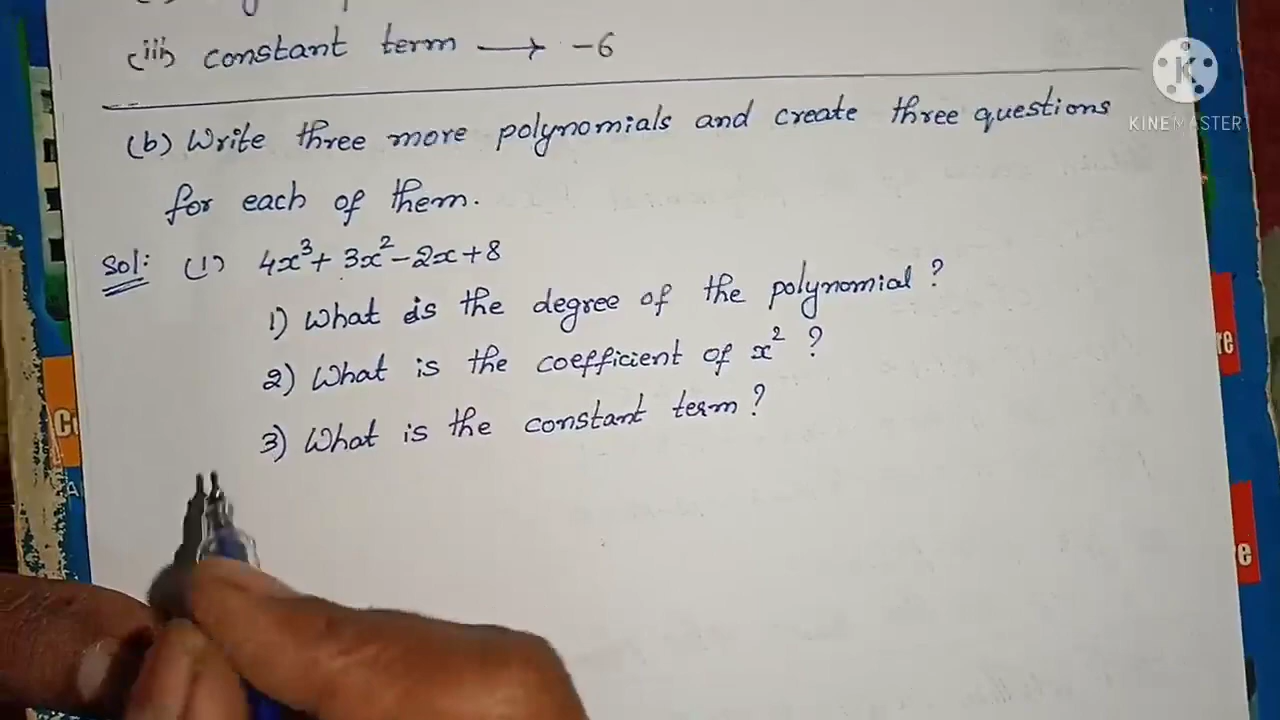 (iii) constant term → -6
K
KINEMASTER
(b) Write three more polynomials and create three questions
for each of them.
Sol: (1) 4x³ + 3x² - 2x + 8
1) What is the degree of the polynomial ?
2) What is the coefficient of x² ?
3) What is the constant term ?
re
Co
A
e